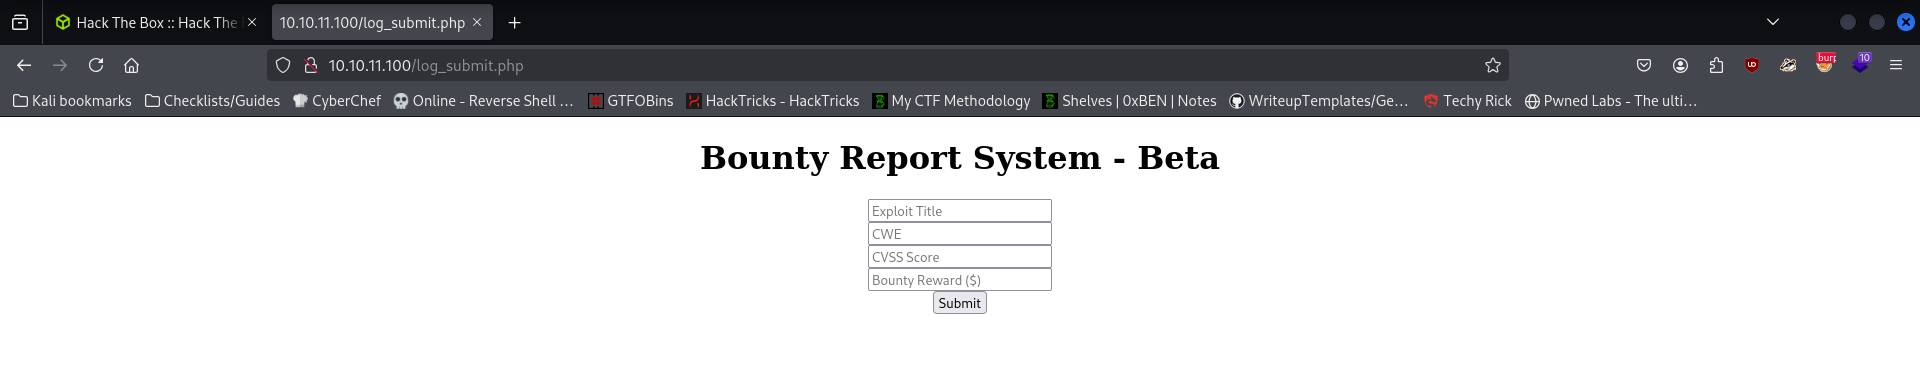 Hack The Box :: Hack The
10.10.11.100/log_submit.php
10.10.11.100/log_submit.php
burp
10
Kali bookmarks
Checklists/Guides
CyberChef
Online - Reverse Shell ...
GTFOBins
HackTricks - HackTricks
My CTF Methodology
Shelves | 0xBEN | Notes
WriteupTemplates/Ge...
Techy Rick
Pwned Labs - The ulti...
Bounty Report System - Beta
Exploit Title
CWE
CVSS Score
Bounty Reward ($)
Submit